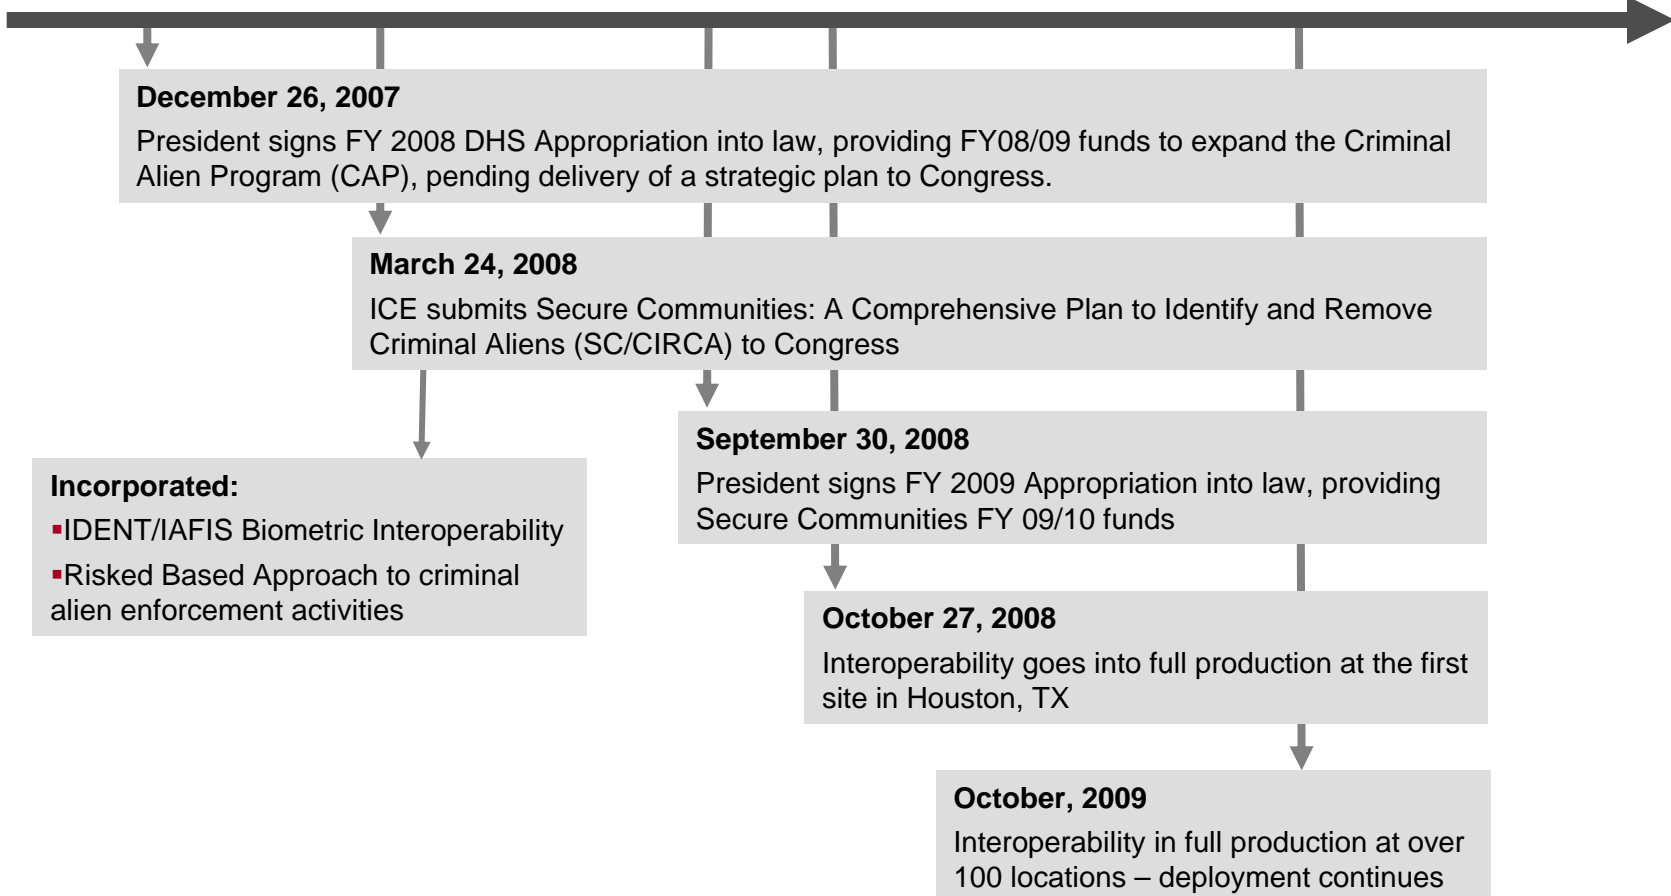 December 26, 2007
President signs FY 2008 DHS Appropriation into law, providing FY08/09 funds to expand the Criminal
Alien Program (CAP), pending delivery of a strategic plan to Congress.
March 24, 2008
ICE submits Secure Communities: A Comprehensive Plan to Identify and Remove
Criminal Aliens (SC/CIRCA) to Congress
Incorporated:
▪IDENT/IAFIS Biometric Interoperability
▪Risked Based Approach to criminal
alien enforcement activities
September 30, 2008
President signs FY 2009 Appropriation into law, providing
Secure Communities FY 09/10 funds
October 27, 2008
Interoperability goes into full production at the first
site in Houston, TX
October, 2009
Interoperability in full production at over
100 locations – deployment continues